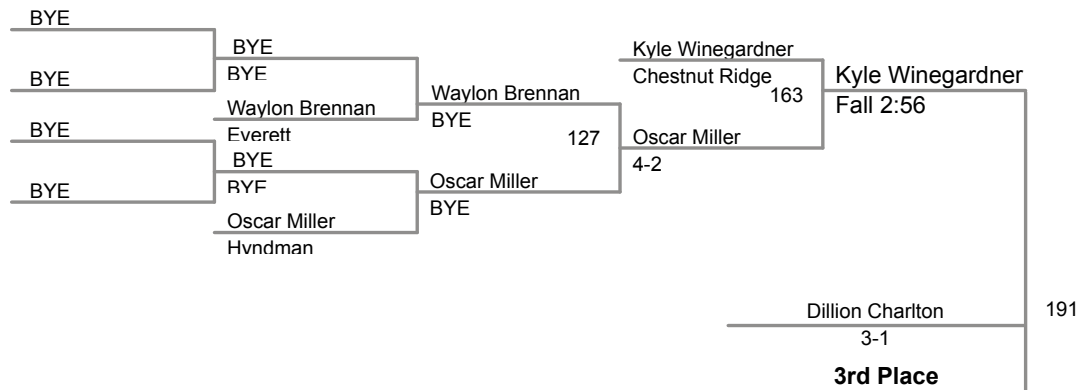 BYE
BYE
BYE
BYE
Waylon Brennan
Everett
BYE
BYE
BYE
BYE
Oscar Miller
Hyndman
Waylon Brennan
BYE
127
Oscar Miller
BYE
Kyle Winegardner
Chestnut Ridge
163
Oscar Miller
4-2
Kyle Winegardner
Fall 2:56
Dillion Charlton
3-1
191
3rd Place